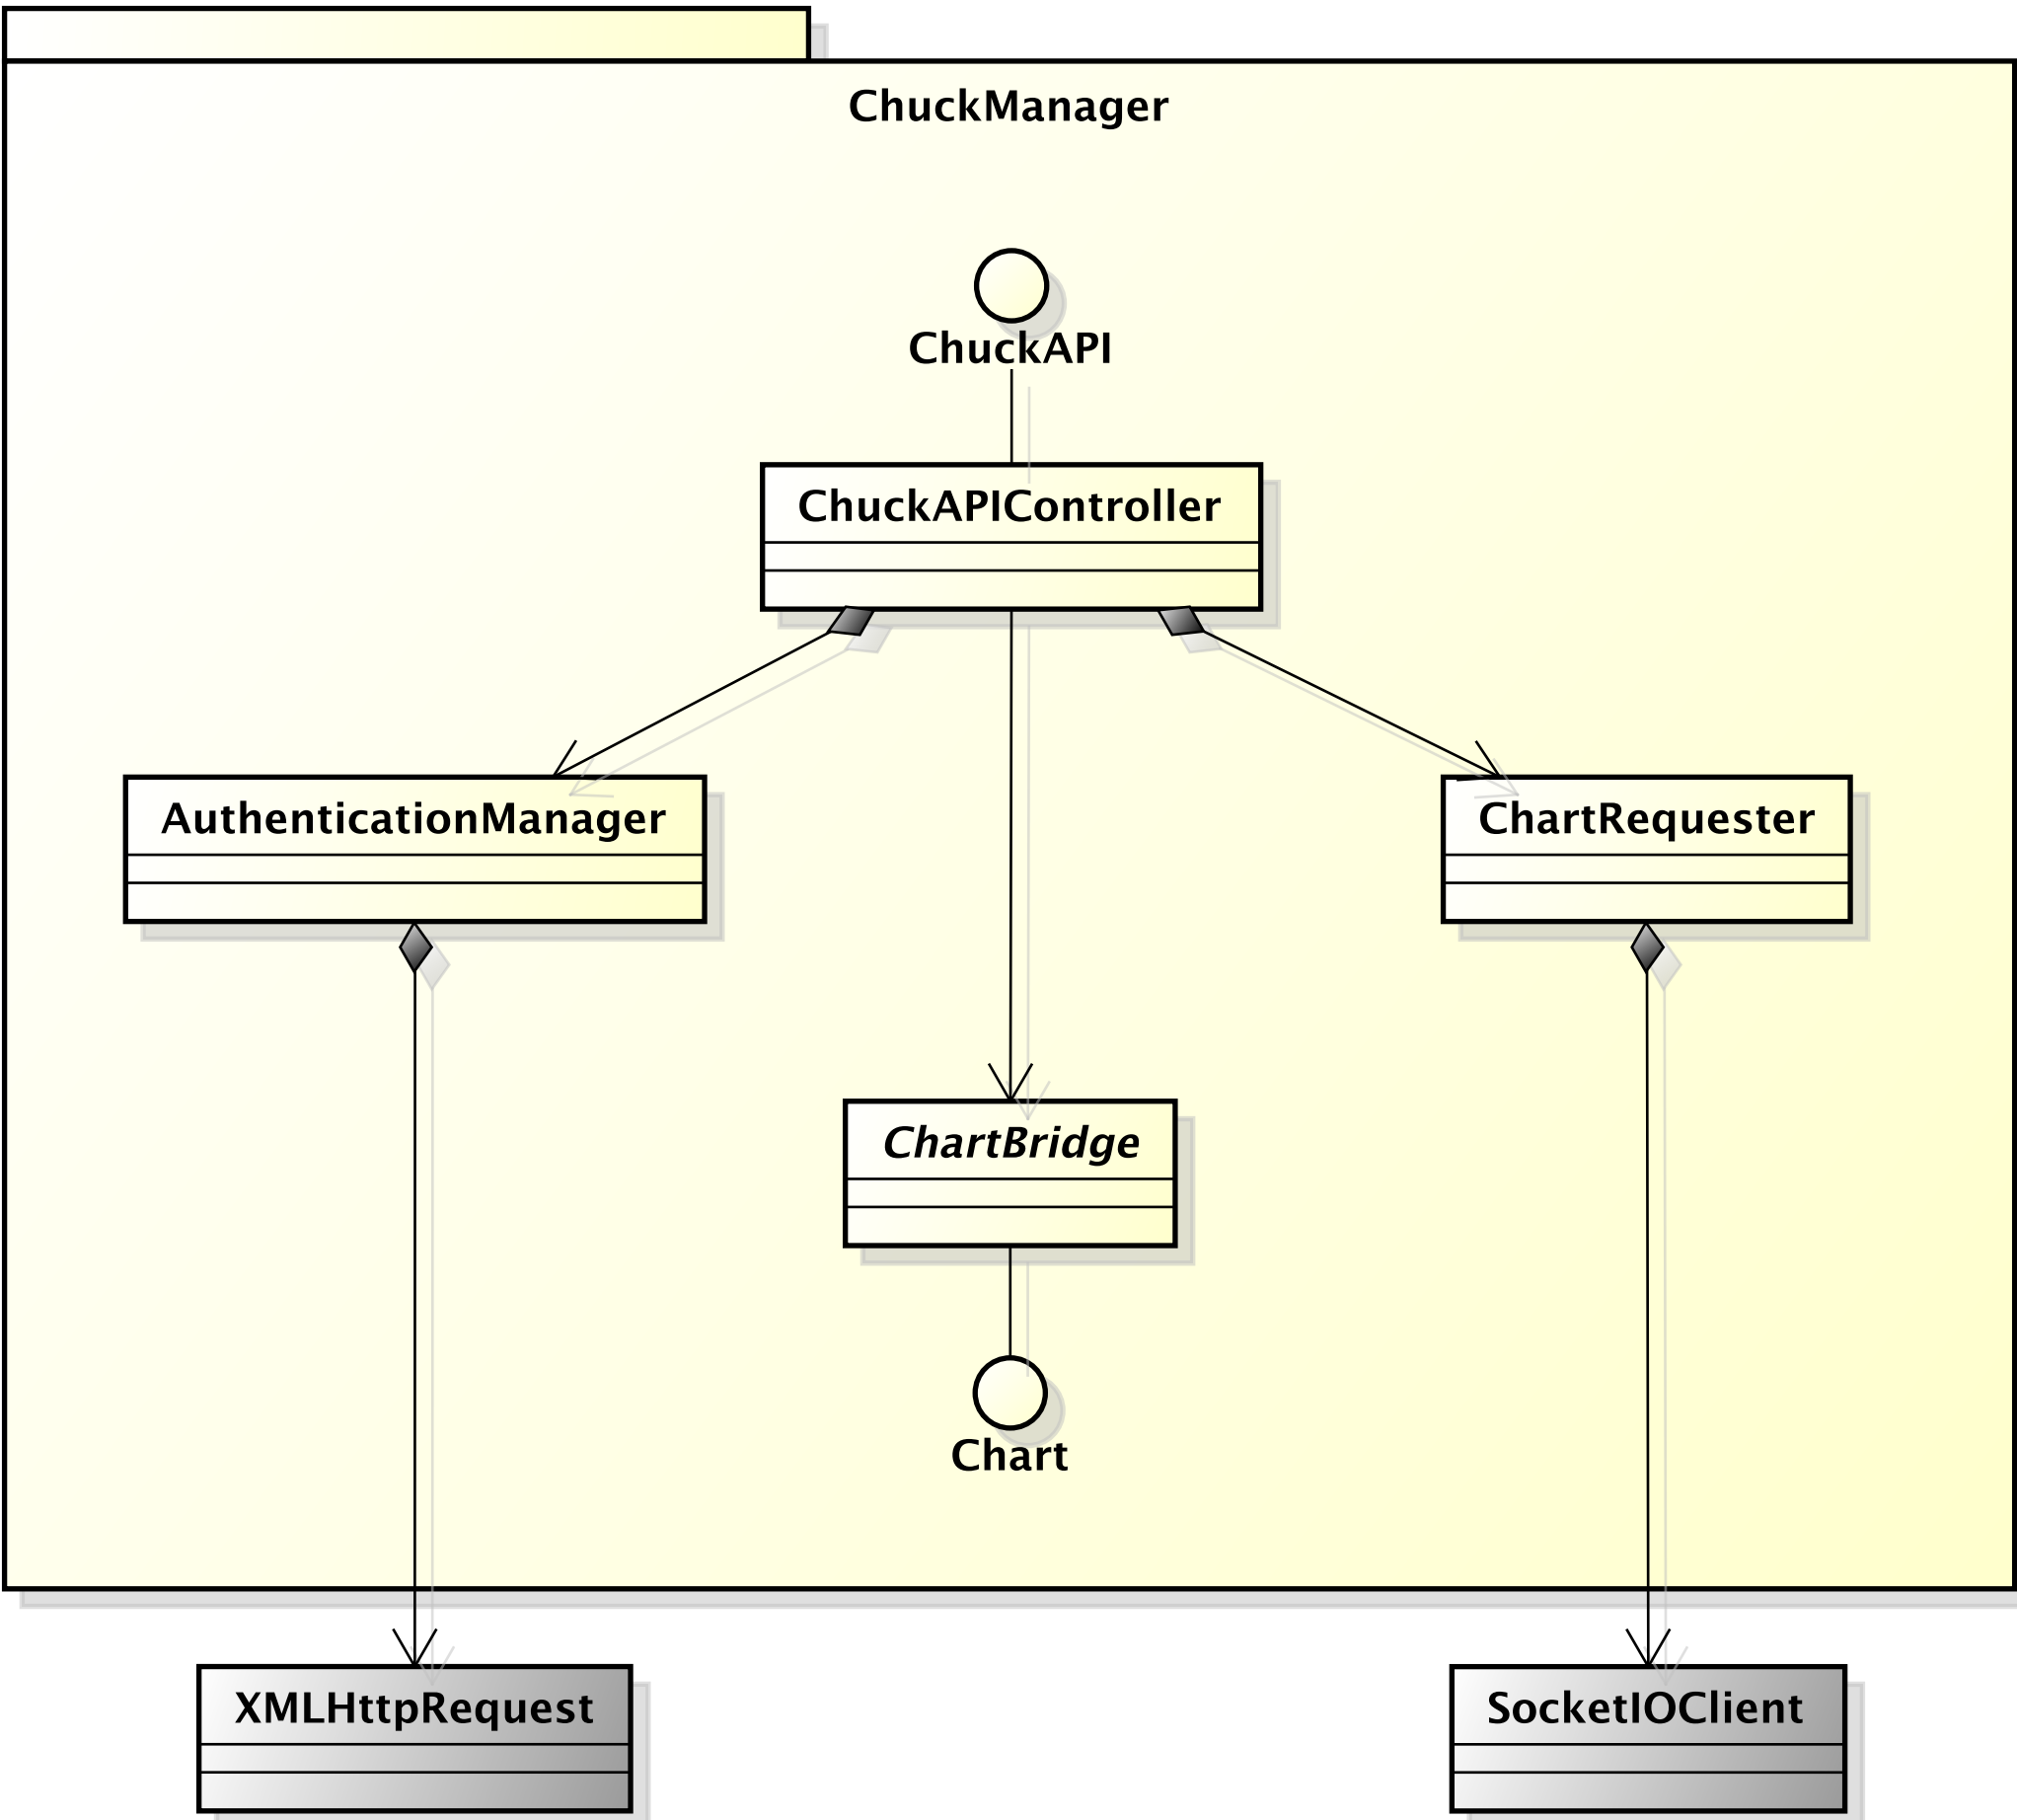 ChuckManager
ChuckAPI
ChuckAPIController
AuthenticationManager
ChartRequester
ChartBridge
Chart
XMLHttpRequest
SocketIOClient